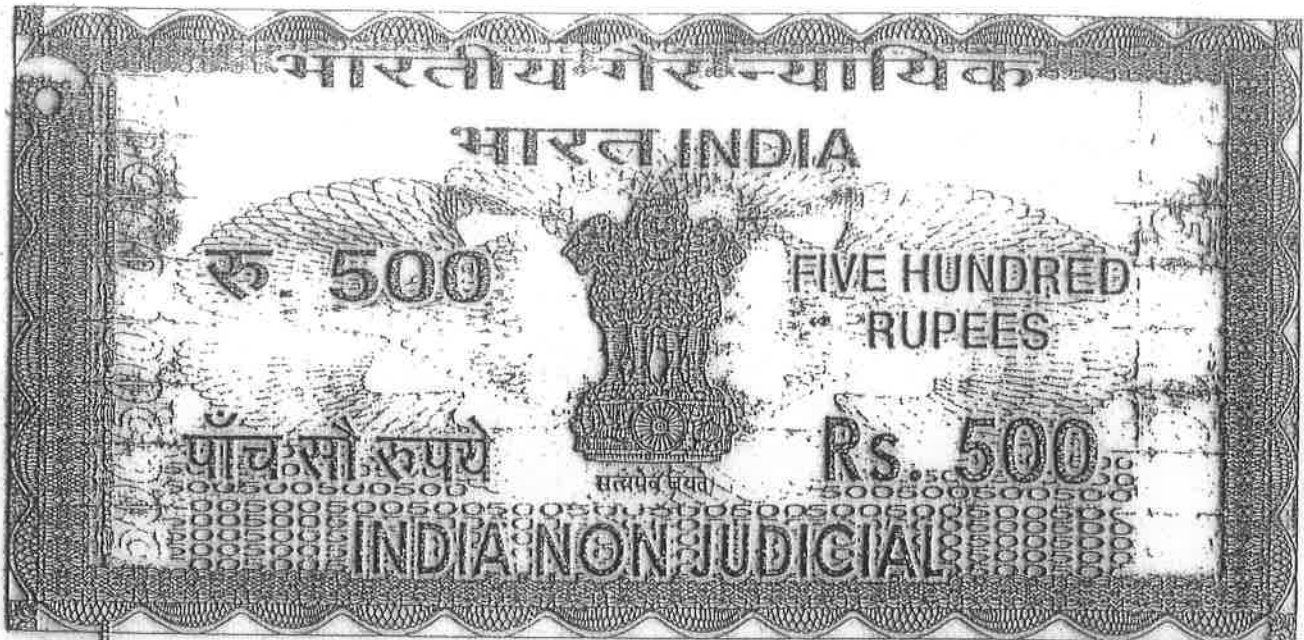 भारतीय गैर न्यायिक
भारत INDIA
रु. 500
FIVE HUNDRED
RUPEES
पाँच सौ रुपये
Rs. 500
सत्यमेव जयते
INDIA NON JUDICIAL